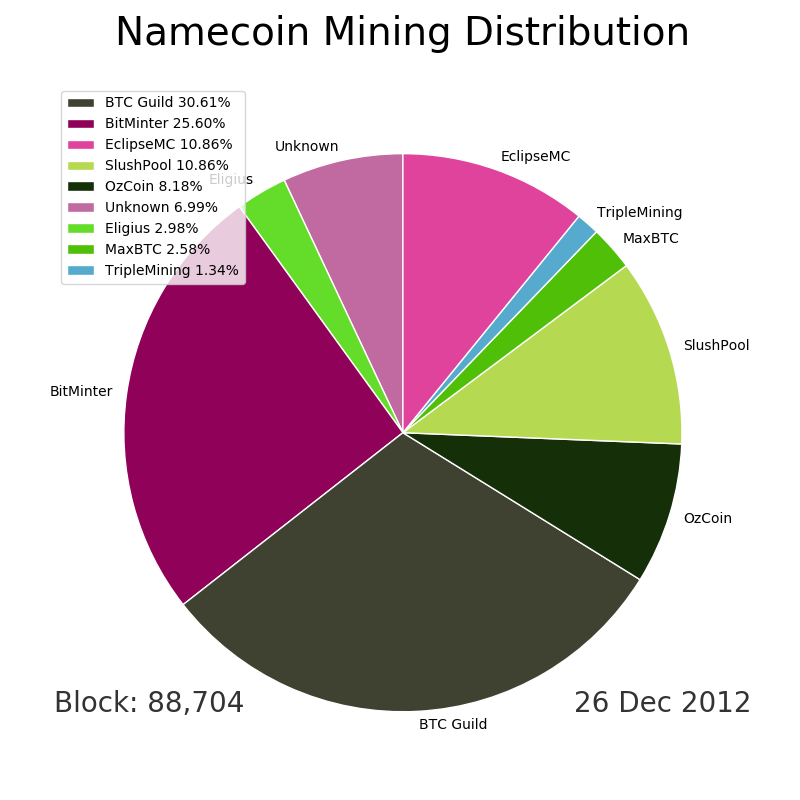 Namecoin Mining Distribution
BTC Guild 30.61%
BitMinter 25.60%
EclipseMC 10.86%
SlushPool 10.86%
OzCoin 8.18%
Unknown 6.99%
Eligius 2.98%
MaxBTC 2.58%
TripleMining 1.34%
Unknown
EclipseMC
Eligius
TripleMining
MaxBTC
SlushPool
BitMinter
OzCoin
Block: 88,704
26 Dec 2012
BTC Guild